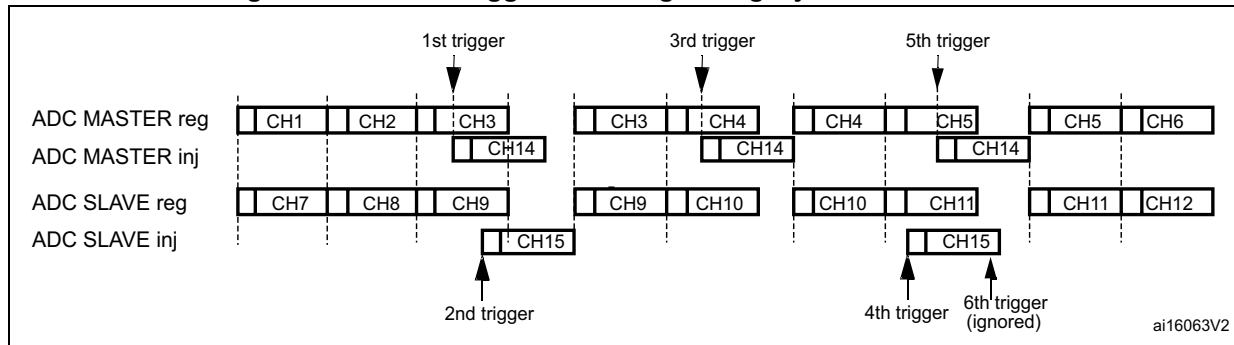 1st trigger 3rd trigger 5th trigger
ADC MASTER reg CH1 CH2 CH3 CH3 CH4 CH4 CH5 CH5 CH6
ADC MASTER inj CH14 CH14 CH14
ADC SLAVE reg CH7 CH8 CH9 CH9 CH10 CH10 CH11 CH11 CH12
ADC SLAVE inj CH15 CH15
2nd trigger 4th trigger 6th trigger
(ignored)
ai16063V2